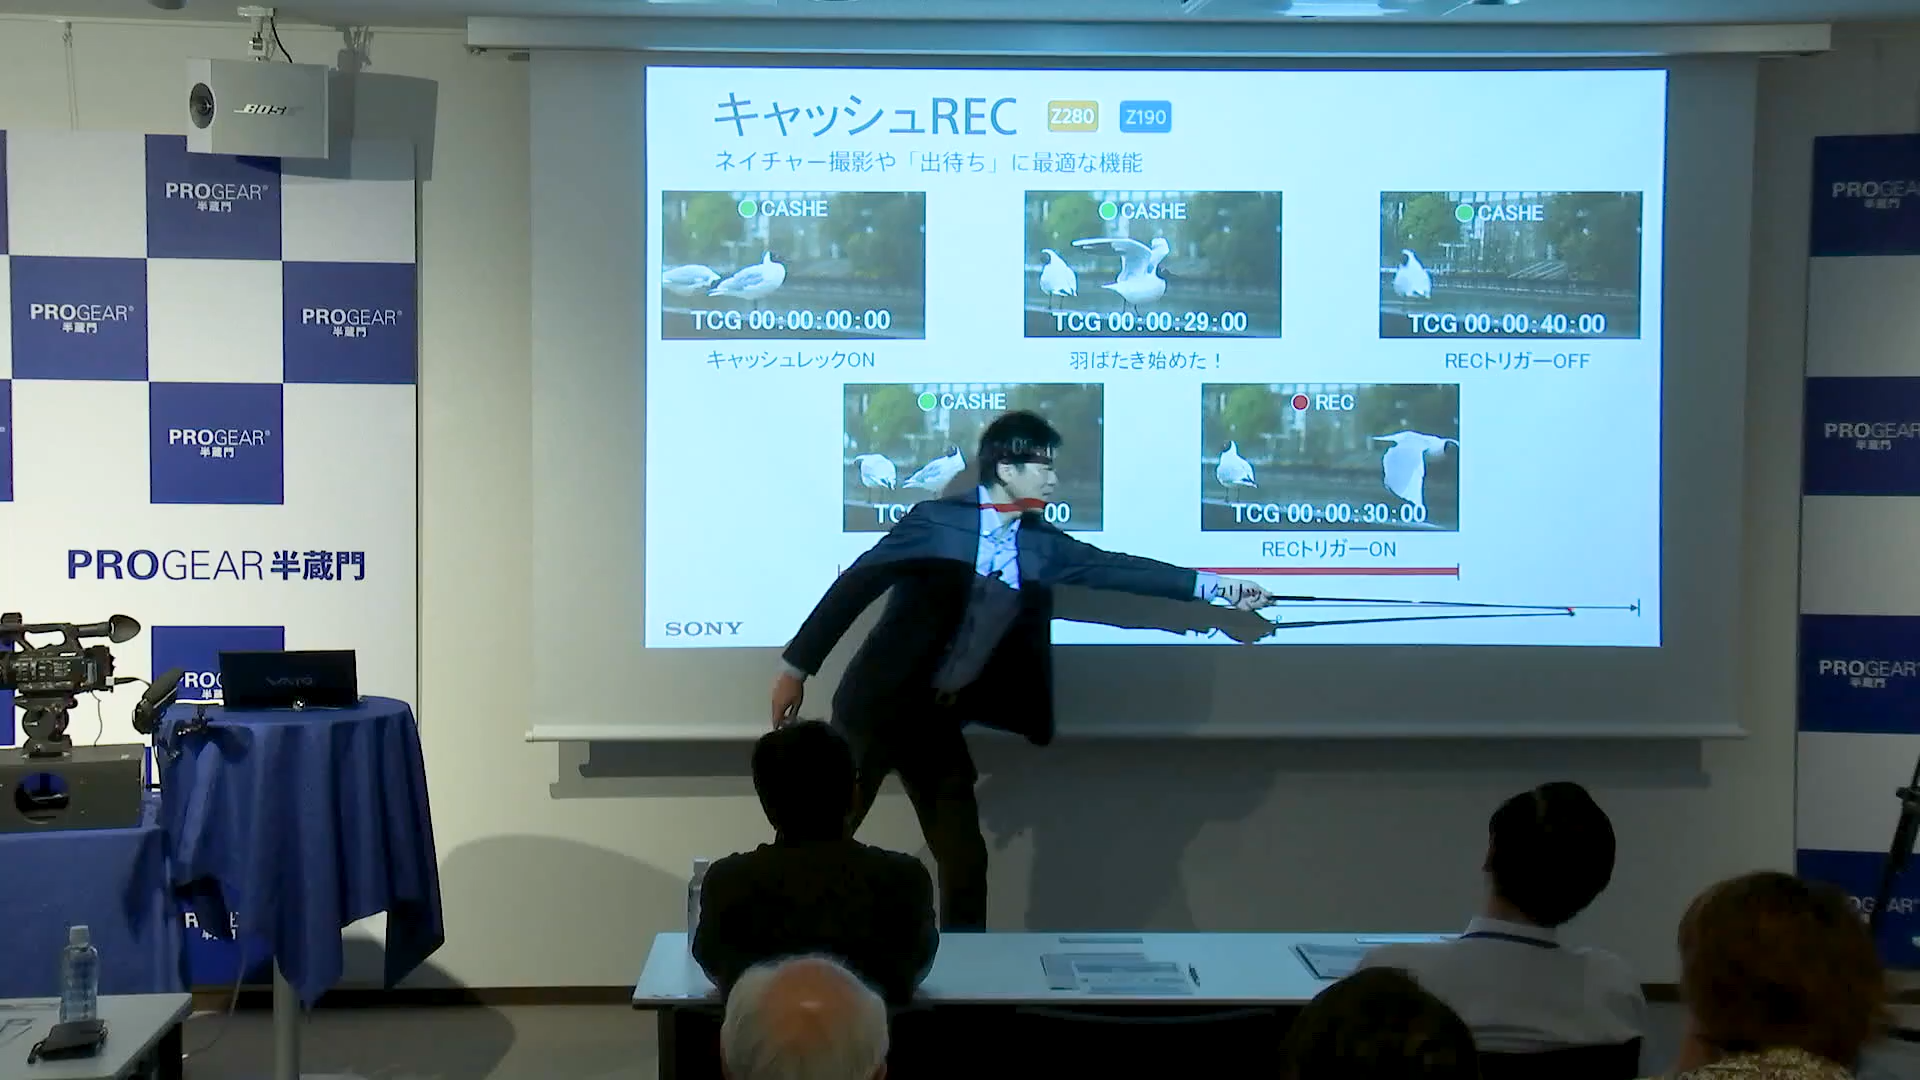 BOSE
PROGEAR®
半蔵門
PROGEAR®
半蔵門
PROGEAR®
半蔵門
PROGEAR®
半蔵門
PROGEAR 半蔵門
VAIO
キャッシュREC Z280 Z190
ネイチャー撮影や「出待ち」に最適な機能
CASHE
TCG 00:00:00:00
キャッシュレックON
CASHE
TCG 00:00:29:00
羽ばたき始めた!
CASHE
TCG 00:00:40:00
RECトリガーOFF
CASHE
00
REC
TCG 00:00:30:00
RECトリガーON
SONY
PROGEA
半蔵門
PROGEAR
半蔵門
PROGEAR
半蔵門